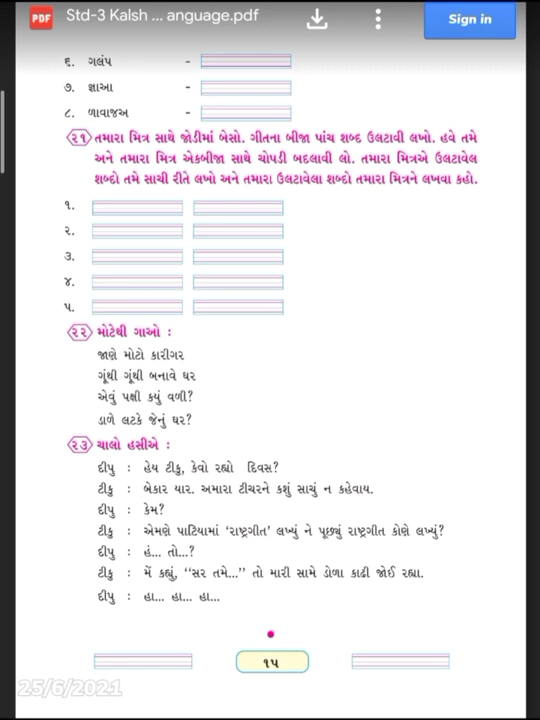 Std-3 Kalsh ... anguage.pdf
Sign in
PDF
૬. ગલંપ -
૭. જ્ઞાઆ -
૮. ળાવાજઅ -
૨૧ તમારા મિત્ર સાથે જોડીમાં બેસો. ગીતના બીજા પાંચ શબ્દ ઉલટાવી લખો. હવે તમે
અને તમારા મિત્ર એકબીજા સાથે ચોપડી બદલાવી લો. તમારા મિત્રએ ઉલટાવેલ
શબ્દો તમે સાચી રીતે લખો અને તમારા ઉલટાવેલા શબ્દો તમારા મિત્રને લખવા કહો.
૧.
૨.
૩.
૪.
૫.
૨૨ મોટેથી ગાઓ :
જાણે મોટો કારીગર
ગૂંથી ગૂંથી બનાવે ઘર
એવું પક્ષી કયું વળી?
ડાળે લટકે જેનું ઘર?
૨૩ ચાલો હસીએ :
દીપુ : હેય ટીકુ, કેવો રહ્યો દિવસ?
ટીકુ : બેકાર યાર. અમારા ટીચરને કશું સાચું ન કહેવાય.
દીપુ : કેમ?
ટીકુ : એમણે પાટિયામાં ‘રાષ્ટ્રગીત’ લખ્યું ને પૂછ્યું રાષ્ટ્રગીત કોણે લખ્યું?
દીપુ : હં... તો...?
ટીકુ : મેં કહ્યું, “સર તમે...” તો મારી સામે ડોળા કાઢી જોઈ રહ્યા.
દીપુ : હા... હા... હા...
૧૫
25/6/2021